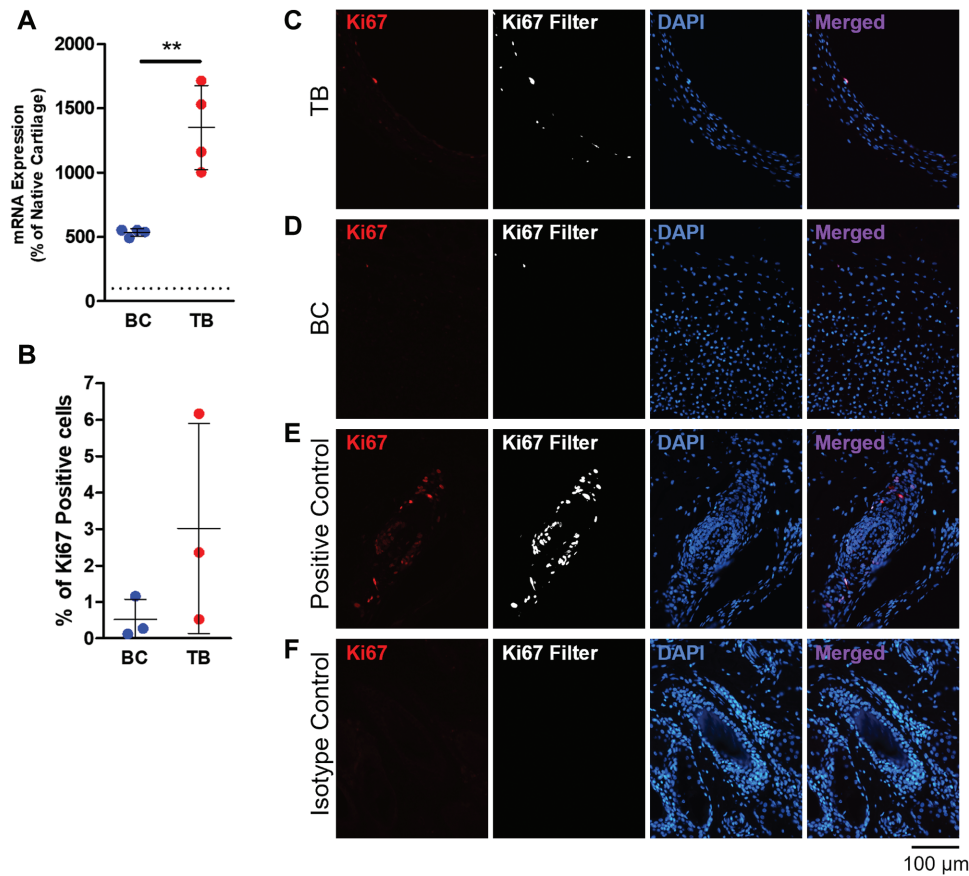 A
mRNA Expression
(% of Native Cartilage)
2000
1500
1000
500
0
**
BC
TB
B
% of Ki67 Positive cells
7
6
5
4
3
2
1
0
BC
TB
C
TB
Ki67
Ki67 Filter
DAPI
Merged
D
BC
Ki67
Ki67 Filter
DAPI
Merged
E
Positive Control
Ki67
Ki67 Filter
DAPI
Merged
F
Isotype Control
Ki67
Ki67 Filter
DAPI
Merged
100 µm